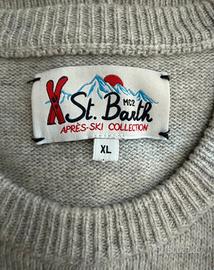 MC2
St. Barth
APRÈS-SKI COLLECTION
XL